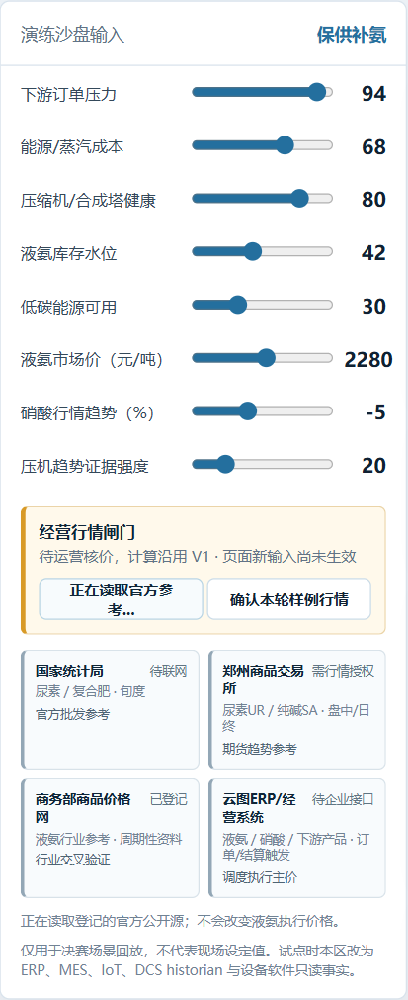 演练沙盘输入 保供补氨
下游订单压力 94
能源/蒸汽成本 68
压缩机/合成塔健康 80
液氨库存水位 42
低碳能源可用 30
液氨市场价（元/吨） 2280
硝酸行情趋势（%） -5
压机趋势证据强度 20
经营行情闸门
待运营核价，计算沿用 V1 · 页面新输入尚未生效
正在读取官方参
考...
确认本轮样例行情
国家统计局 待联网
尿素 / 复合肥 · 旬度
官方批发参考
郑州商品交易 需行情授权
所
尿素UR / 纯碱SA · 盘中/日
终
期货趋势参考
商务部商品价格 已登记
网
液氨行业参考 · 周期性资料
行业交叉验证
云图ERP/经 待企业接口
营系统
液氨 / 硝酸 / 下游产品 · 订
单/结算触发
调度执行主价
正在读取登记的官方公开源；不会改变液氨执行价格。
仅用于决赛场景回放，不代表现场设定值。试点时本区改为
ERP、MES、IoT、DCS historian 与设备软件只读事实。